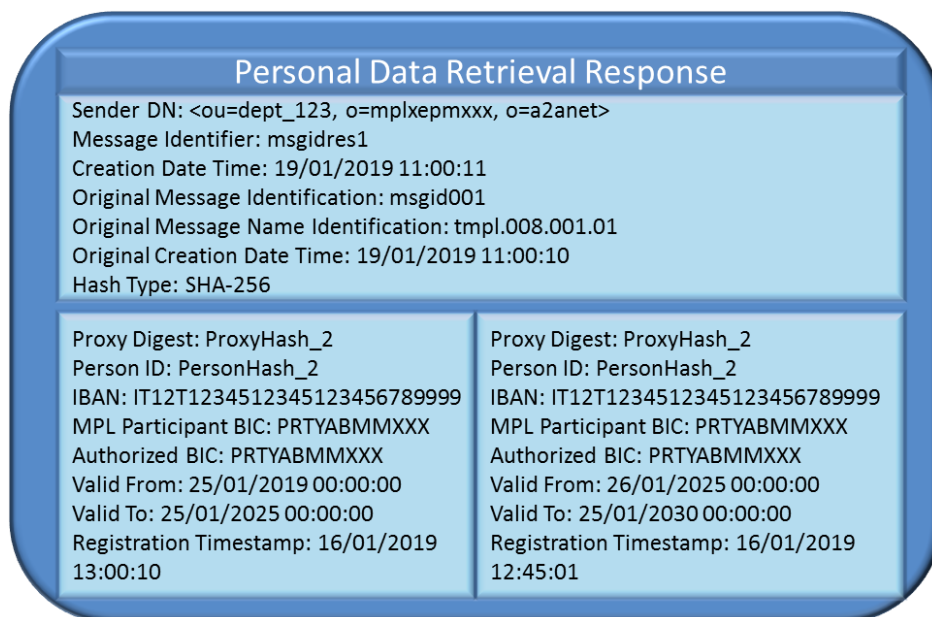 Personal Data Retrieval Response
Sender DN: <ou=dept_123, o=mplxepmxxx, o=a2anet>
Message Identifier: msgidres1
Creation Date Time: 19/01/2019 11:00:11
Original Message Identification: msgid001
Original Message Name Identification: tmpl.008.001.01
Original Creation Date Time: 19/01/2019 11:00:10
Hash Type: SHA-256
Proxy Digest: ProxyHash_2
Person ID: PersonHash_2
IBAN: IT12T1234512345123456789999
MPL Participant BIC: PRTYABMMXXX
Authorized BIC: PRTYABMMXXX
Valid From: 25/01/2019 00:00:00
Valid To: 25/01/2025 00:00:00
Registration Timestamp: 16/01/2019
13:00:10
Proxy Digest: ProxyHash_2
Person ID: PersonHash_2
IBAN: IT12T1234512345123456789999
MPL Participant BIC: PRTYABMMXXX
Authorized BIC: PRTYABMMXXX
Valid From: 26/01/2025 00:00:00
Valid To: 25/01/2030 00:00:00
Registration Timestamp: 16/01/2019
12:45:01